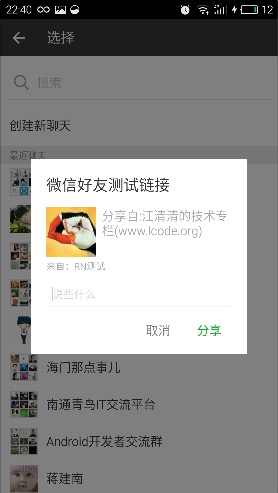 22:40
12
选择
搜索
创建新聊天
最近聊天
微信好友测试链接
分享自:江清清的技术专
栏(www.lcode.org)
来自：RN测试
说些什么
取消
分享
海门那点事儿
南通青鸟IT交流平台
Android开发者交流群
蒋建南